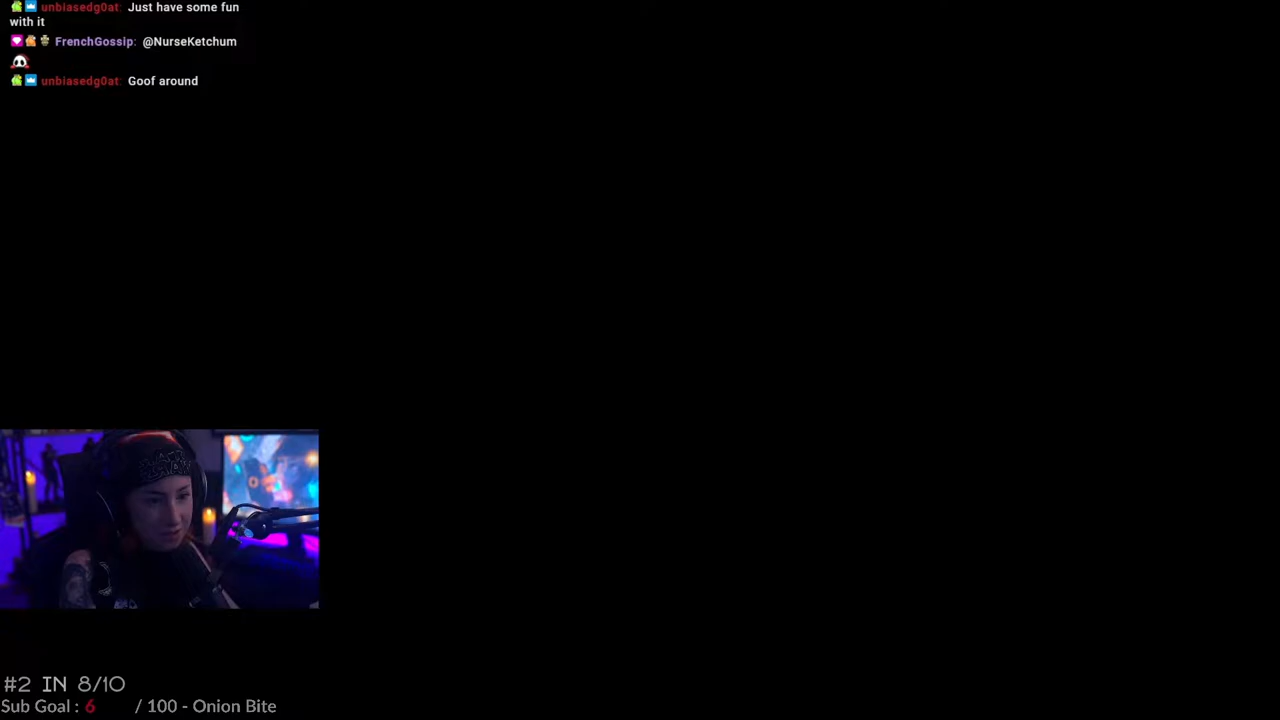 unbiasedg0at: Just have some fun
with it
FrenchGossip: @NurseKetchum
unbiasedg0at: Goof around
#2 IN 8/10
Sub Goal : 6 / 100 - Onion Bite